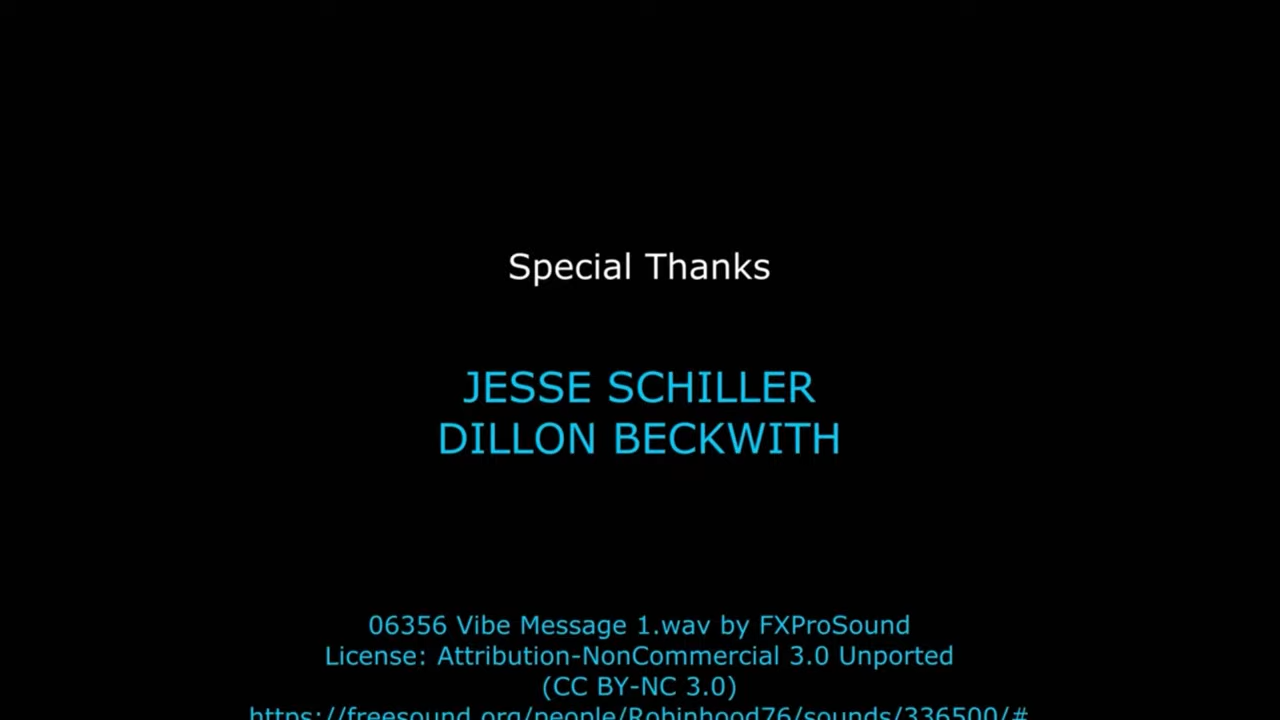 Special Thanks
JESSE SCHILLER
DILLON BECKWITH
06356 Vibe Message 1.wav by FXProSound
License: Attribution-NonCommercial 3.0 Unported
(CC BY-NC 3.0)
https://freesound.org/people/Robinhood76/sounds/336500/#